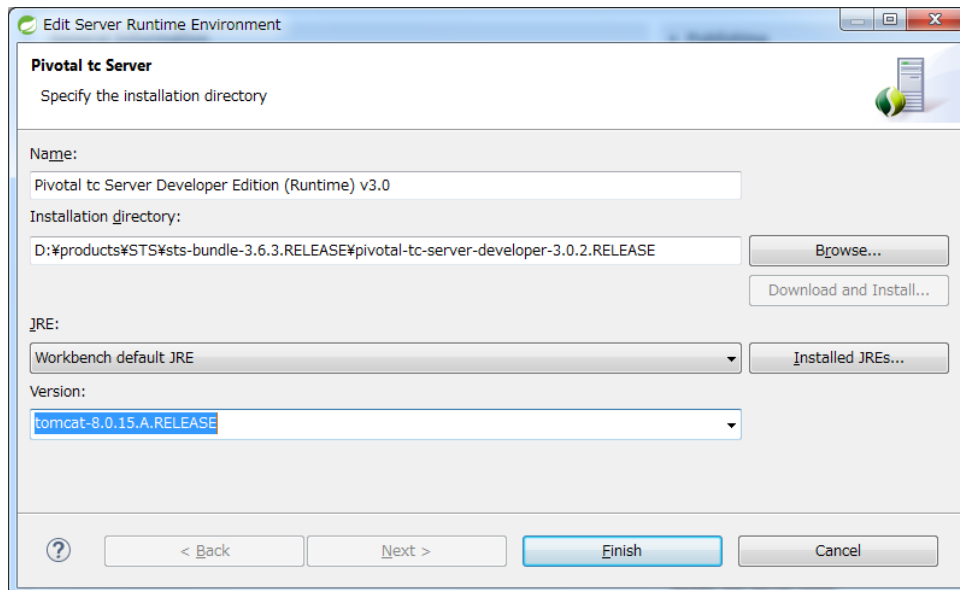 Edit Server Runtime Environment
Pivotal tc Server
Specify the installation directory
Name:
Pivotal tc Server Developer Edition (Runtime) v3.0
Installation directory:
D:¥products¥STS¥sts-bundle-3.6.3.RELEASE¥pivotal-tc-server-developer-3.0.2.RELEASE
Browse...
Download and Install...
JRE:
Workbench default JRE
Installed JREs...
Version:
tomcat-8.0.15.A.RELEASE
?
< Back
Next >
Finish
Cancel